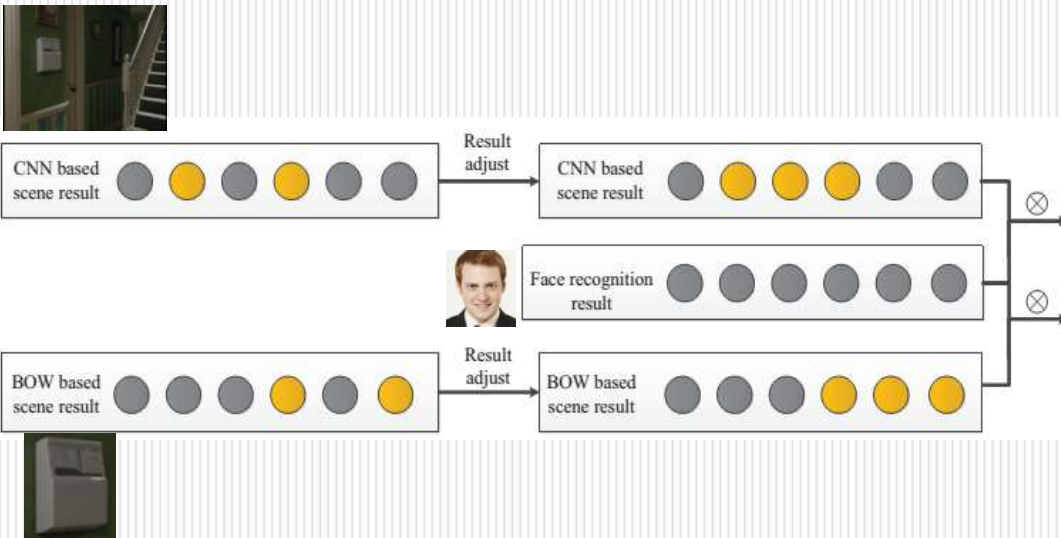 CNN based
scene result
Result
adjust
CNN based
scene result
Face recognition
result
BOW based
scene result
Result
adjust
BOW based
scene result